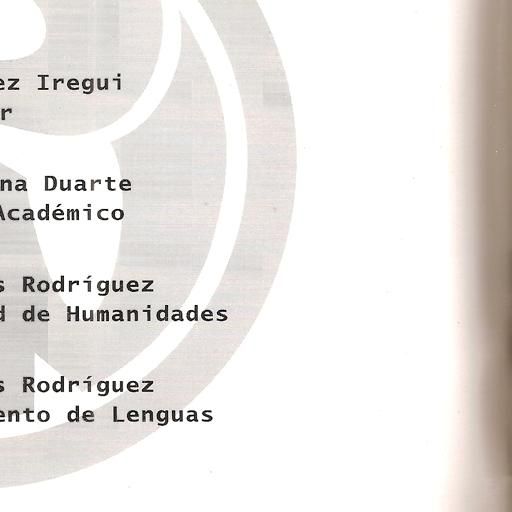 ez Iregui
r
na Duarte
Académico
s Rodríguez
d de Humanidades
s Rodríguez
ento de Lenguas